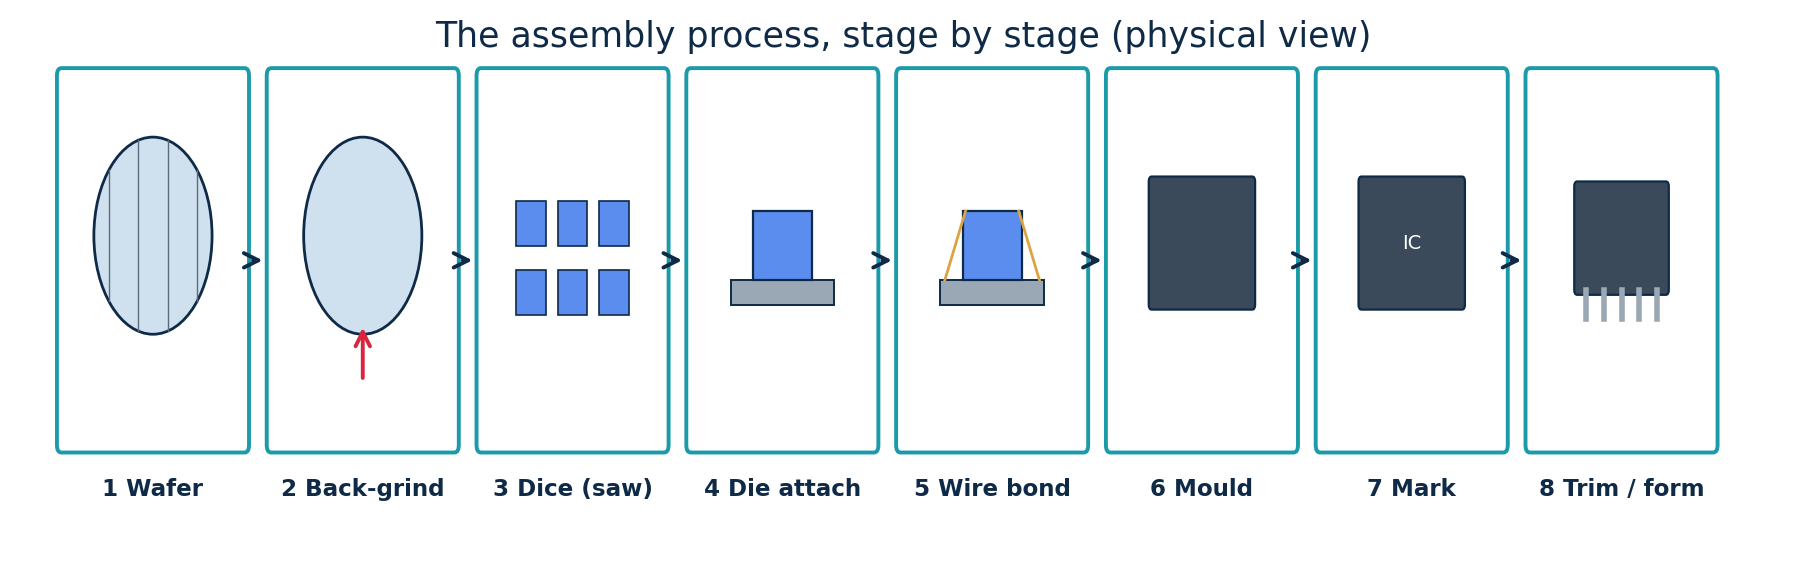 The assembly process, stage by stage (physical view)
IC
1 Wafer
2 Back-grind
3 Dice (saw)
4 Die attach
5 Wire bond
6 Mould
7 Mark
8 Trim / form